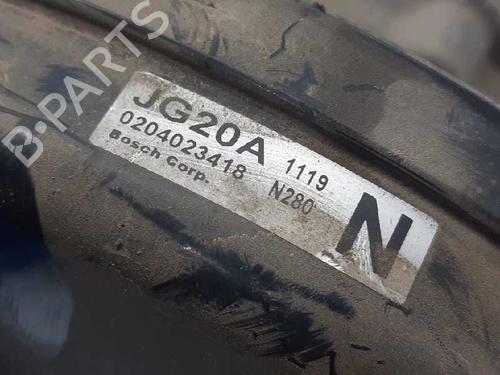 B-PARTS
JG20A 1119
0204023418 N280
Bosch Corp.
N